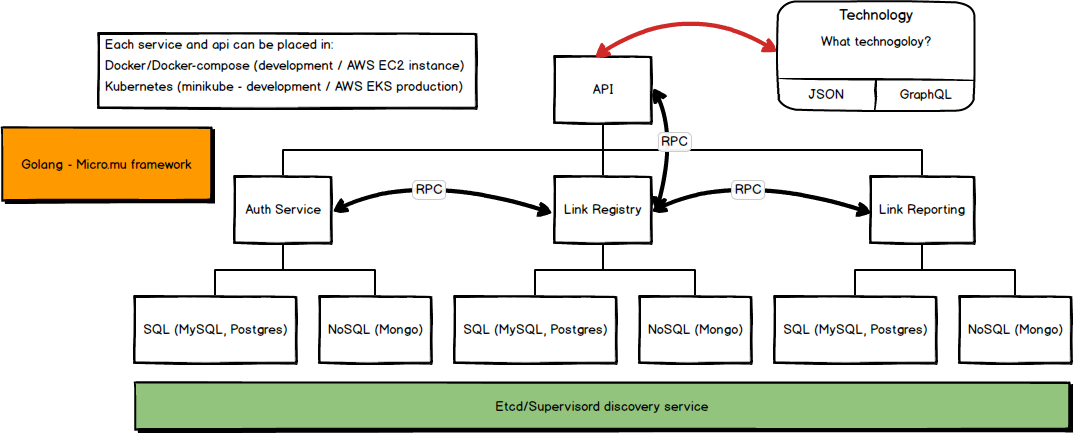 Technology
What technogoloy?
JSON
GraphQL
Each service and api can be placed in:
Docker/Docker-compose (development / AWS EC2 instance)
Kubernetes (minikube - development / AWS EKS production)
API
Golang - Micro.mu framework
RPC
Auth Service
RPC
Link Registry
RPC
Link Reporting
SQL (MySQL, Postgres)
NoSQL (Mongo)
SQL (MySQL, Postgres)
NoSQL (Mongo)
SQL (MySQL, Postgres)
NoSQL (Mongo)
Etcd/Supervisord discovery service